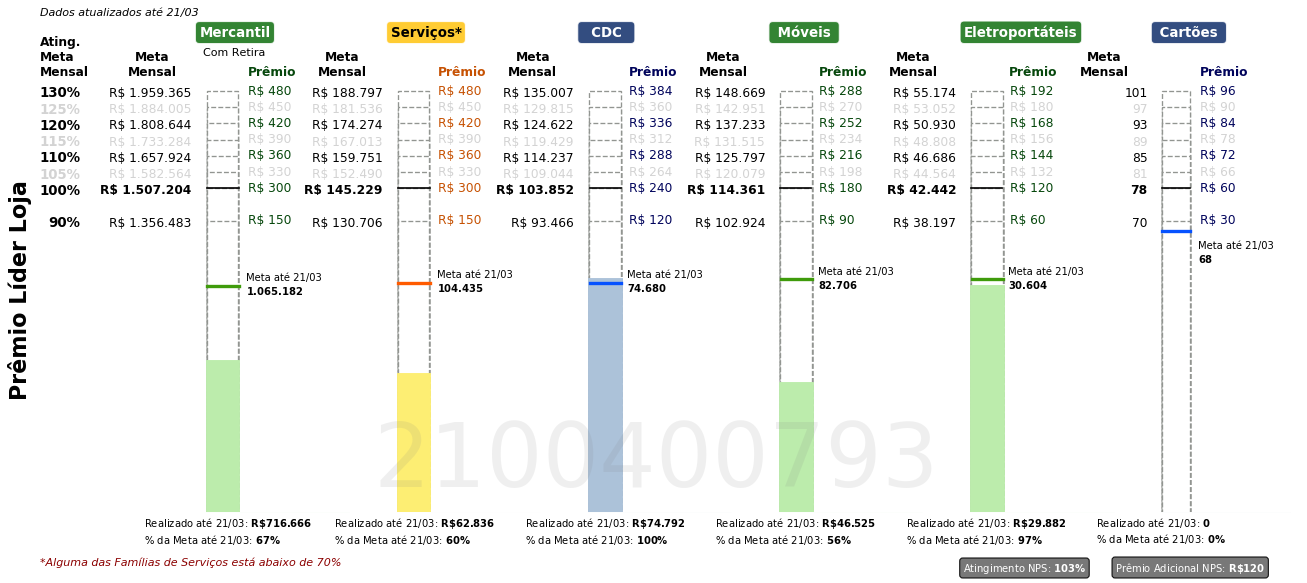 Dados atualizados até 21/03
Mercantil Serviços* CDC Móveis Eletroportáteis Cartões
Com Retira
Ating. Meta Mensal Meta Mensal Prêmio Meta Mensal Prêmio Meta Mensal Prêmio Meta Mensal Prêmio Meta Mensal Prêmio Meta Mensal Prêmio
130% R$ 1.959.365 R$ 480 R$ 188.797 R$ 480 R$ 135.007 R$ 384 R$ 148.669 R$ 288 R$ 55.174 R$ 192 101 R$ 96
125% R$ 1.884.005 R$ 450 R$ 181.536 R$ 450 R$ 129.815 R$ 360 R$ 142.951 R$ 270 R$ 53.052 R$ 180 97 R$ 90
120% R$ 1.808.644 R$ 420 R$ 174.274 R$ 420 R$ 124.622 R$ 336 R$ 137.233 R$ 252 R$ 50.930 R$ 168 93 R$ 84
115% R$ 1.733.284 R$ 390 R$ 167.013 R$ 390 R$ 119.429 R$ 312 R$ 131.515 R$ 234 R$ 48.808 R$ 156 89 R$ 78
110% R$ 1.657.924 R$ 360 R$ 159.751 R$ 360 R$ 114.237 R$ 288 R$ 125.797 R$ 216 R$ 46.686 R$ 144 85 R$ 72
105% R$ 1.582.564 R$ 330 R$ 152.490 R$ 330 R$ 109.044 R$ 264 R$ 120.079 R$ 198 R$ 44.564 R$ 132 81 R$ 66
100% R$ 1.507.204 R$ 300 R$ 145.229 R$ 300 R$ 103.852 R$ 240 R$ 114.361 R$ 180 R$ 42.442 R$ 120 78 R$ 60
90% R$ 1.356.483 R$ 150 R$ 130.706 R$ 150 R$ 93.466 R$ 120 R$ 102.924 R$ 90 R$ 38.197 R$ 60 70 R$ 30
Prêmio Líder Loja
Meta até 21/03 Meta até 21/03 Meta até 21/03 Meta até 21/03 Meta até 21/03 Meta até 21/03
1.065.182 104.435 74.680 82.706 30.604 68
2100400793
Realizado até 21/03: R$716.666 Realizado até 21/03: R$62.836 Realizado até 21/03: R$74.792 Realizado até 21/03: R$46.525 Realizado até 21/03: R$29.882 Realizado até 21/03: 0
% da Meta até 21/03: 67% % da Meta até 21/03: 60% % da Meta até 21/03: 100% % da Meta até 21/03: 56% % da Meta até 21/03: 97% % da Meta até 21/03: 0%
*Alguma das Famílias de Serviços está abaixo de 70%
Atingimento NPS: 103% Prêmio Adicional NPS: R$120